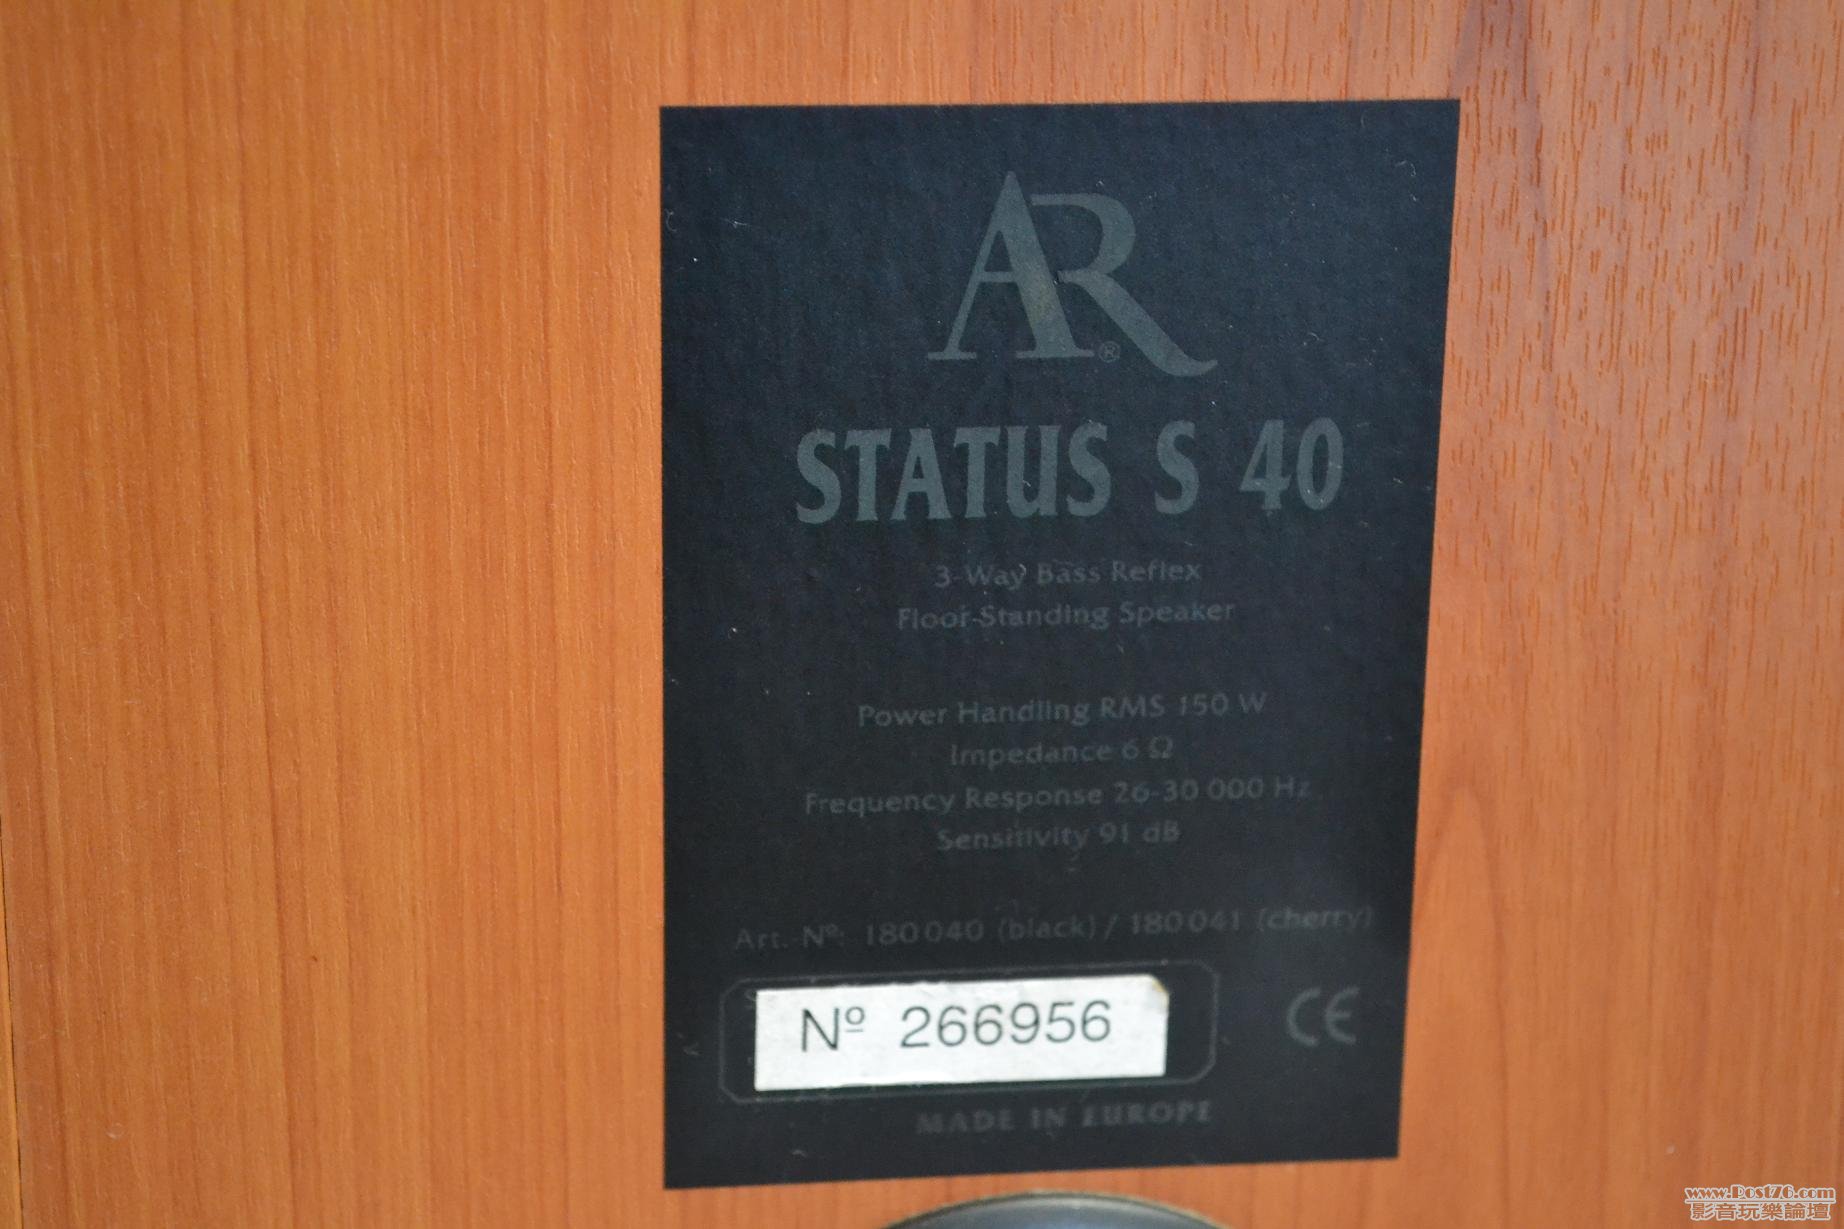 AR®
STATUS S 40
3-Way Bass Reflex
Floor-Standing Speaker
Power Handling RMS 150 W
Impedance 6 Ω
Frequency Response 26-30 000 Hz
Sensitivity 91 dB
Art.-Nº: 180040 (black) / 180041 (cherry)
Nº 266956
CE
MADE IN EUROPE
www.Post76.com
影音玩樂論壇